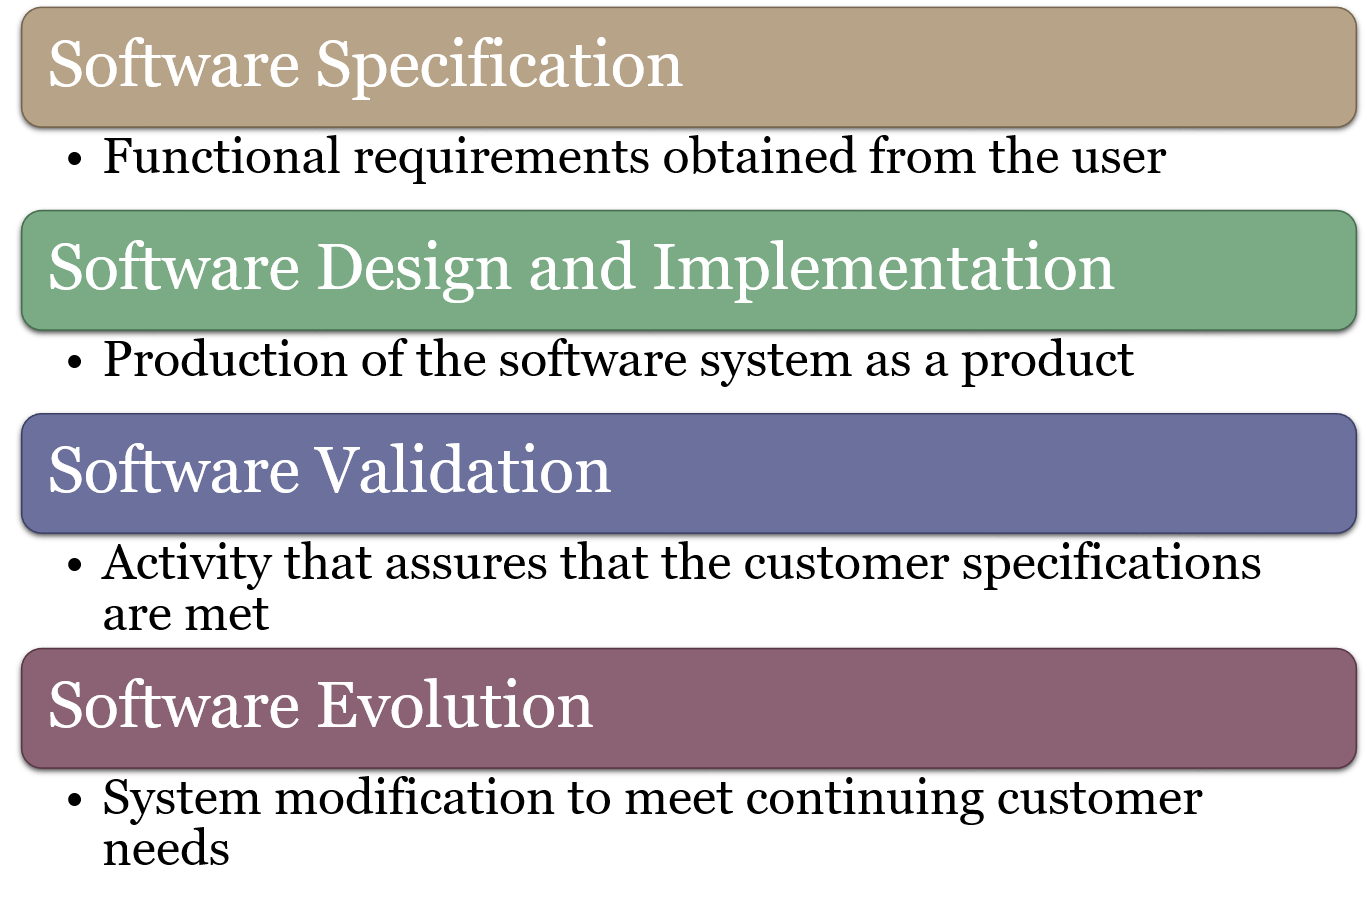 Software Specification
• Functional requirements obtained from the user
Software Design and Implementation
• Production of the software system as a product
Software Validation
• Activity that assures that the customer specifications
are met
Software Evolution
• System modification to meet continuing customer
needs